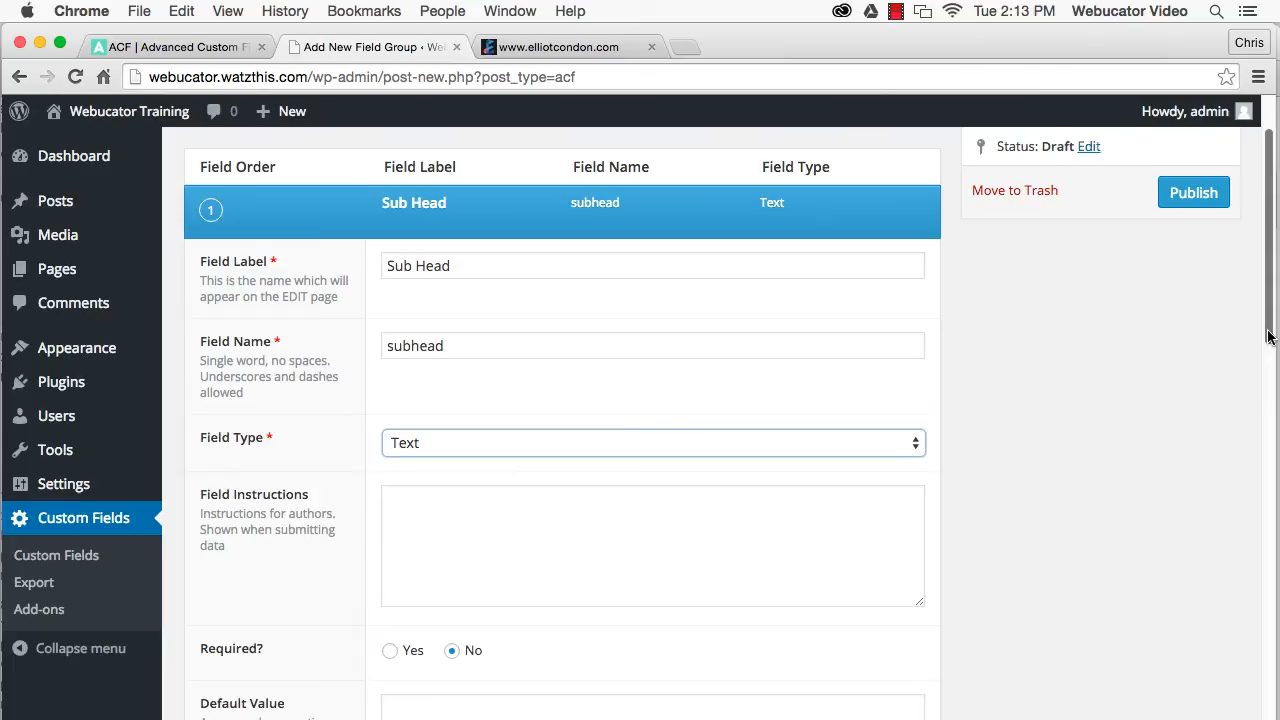 Chrome File Edit View History Bookmarks People Window Help Tue 2:13 PM Webucator Video
ACF | Advanced Custom F × Add New Field Group ‹ We × www.elliotcondon.com × Chris
webucator.watzthis.com/wp-admin/post-new.php?post_type=acf
Webucator Training 0 + New Howdy, admin
Dashboard
Posts
Media
Pages
Comments
Appearance
Plugins
Users
Tools
Settings
Custom Fields
Custom Fields
Export
Add-ons
Collapse menu
Field Order Field Label Field Name Field Type
1 Sub Head subhead Text
Field Label *
This is the name which will
appear on the EDIT page
Sub Head
Field Name *
Single word, no spaces.
Underscores and dashes
allowed
subhead
Field Type *
Text
Field Instructions
Instructions for authors.
Shown when submitting
data
Required?
Yes No
Default Value
Status: Draft Edit
Move to Trash Publish